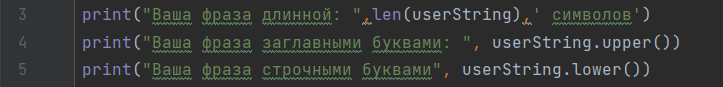 3 print("Ваша фраза длинной: ",len(userString),' символов')
4 print("Ваша фраза заглавными буквами: ", userString.upper())
5 print("Ваша фраза строчными буквами", userString.lower())